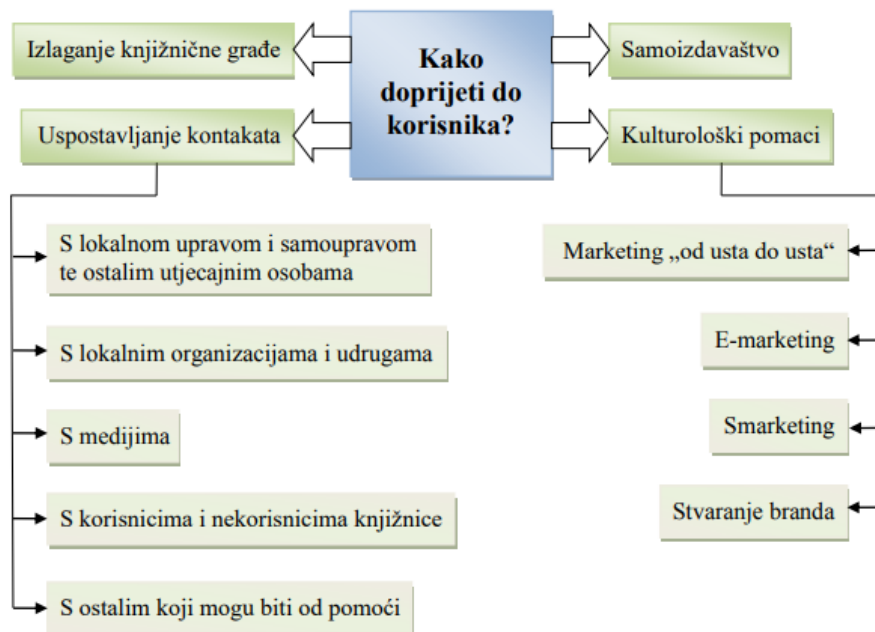 Kako
doprijeti do
korisnika?
Izlaganje knjižnične građe
Uspostavljanje kontakata
Samoizdavaštvo
Kulturološki pomaci
S lokalnom upravom i samoupravom
te ostalim utjecajnim osobama
S lokalnim organizacijama i udrugama
S medijima
S korisnicima i nekorisnicima knjižnice
S ostalim koji mogu biti od pomoći
Marketing „od usta do usta“
E-marketing
Smarketing
Stvaranje branda